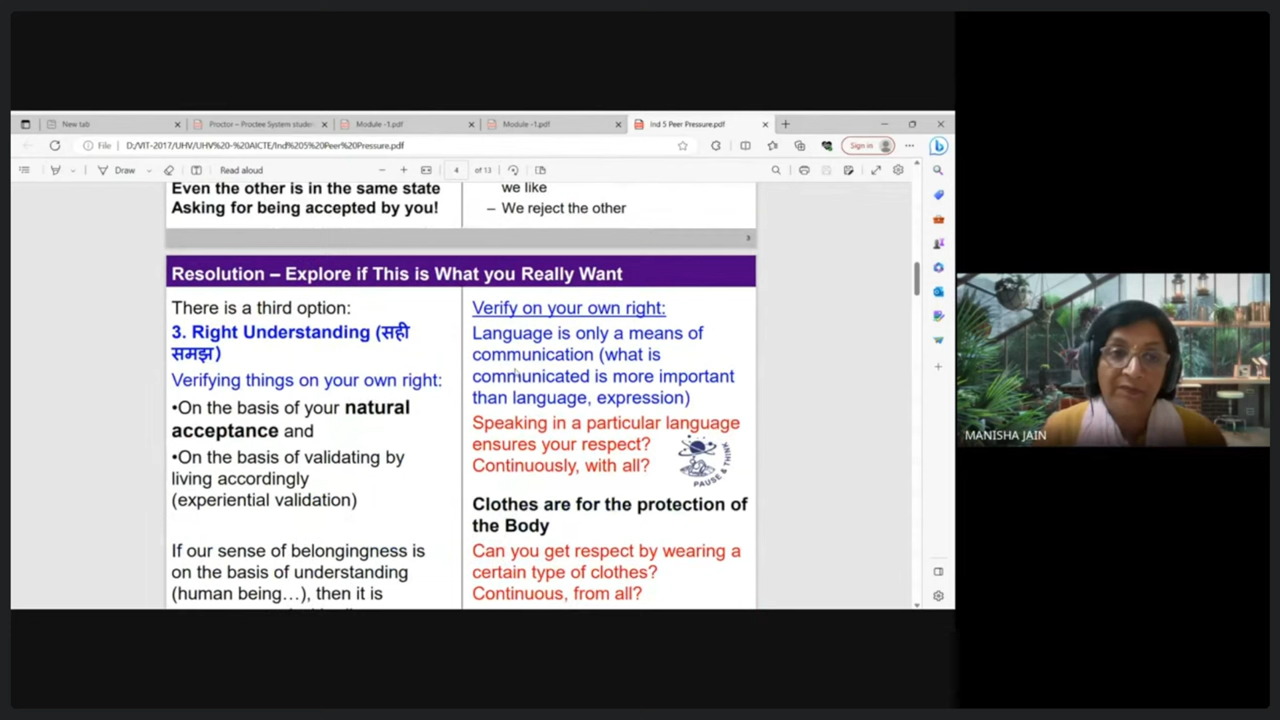 New tab
Proctor – Proctee System studen
Module -1.pdf
Module -1.pdf
Ind 5 Peer Pressure.pdf
File
D:/VIT-2017/UHV/UHV%20-%20AICTE/Ind%205%20Peer%20Pressure.pdf
Sign in
Draw
Read aloud
4 of 13
Even the other is in the same state
Asking for being accepted by you!
we like
– We reject the other
3
Resolution – Explore if This is What you Really Want
There is a third option:
3. Right Understanding (सही
समझ)
Verifying things on your own right:
•On the basis of your natural
acceptance and
•On the basis of validating by
living accordingly
(experiential validation)
If our sense of belongingness is
on the basis of understanding
(human being…), then it is
Verify on your own right:
Language is only a means of
communication (what is
communicated is more important
than language, expression)
Speaking in a particular language
ensures your respect?
Continuously, with all?
PAUSE & THINK
Clothes are for the protection of
the Body
Can you get respect by wearing a
certain type of clothes?
Continuous, from all?
MANISHA JAIN